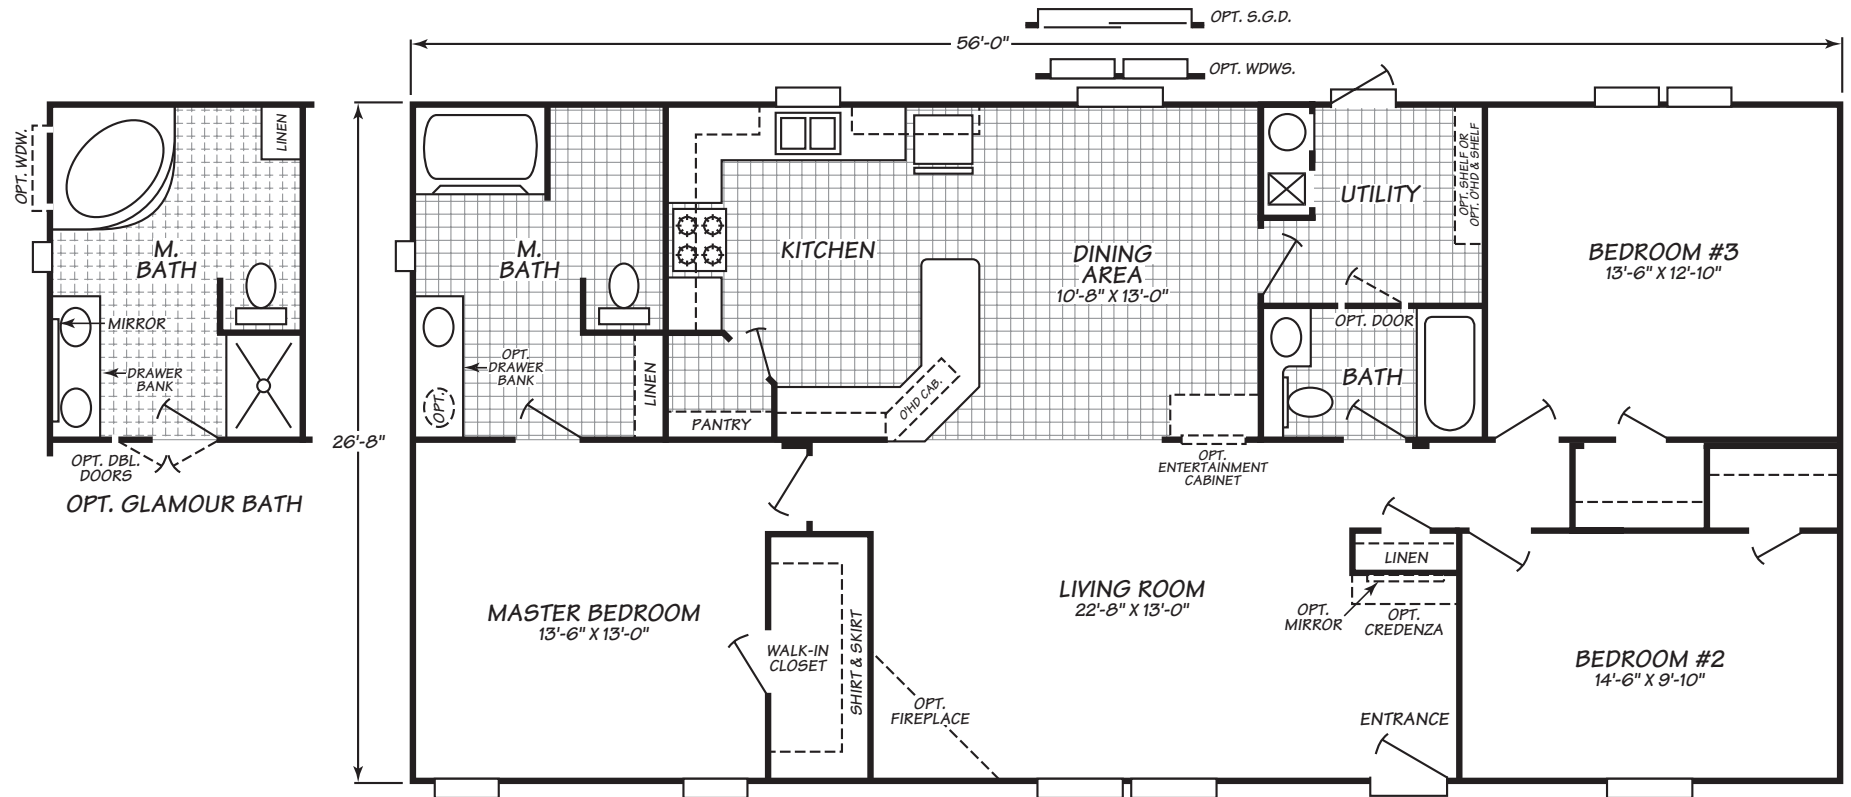 OPT. S.G.D.
56'-0"
OPT. WDWS.
OPT. WDW.
LINEN
M.
BATH
MIRROR
DRAWER
BANK
OPT. DBL.
DOORS
OPT. GLAMOUR BATH
26'-8"
M.
BATH
OPT.
DRAWER
BANK
OPT.
LINEN
KITCHEN
PANTRY
O'HD CAB.
DINING
AREA
10'-8" X 13'-0"
OPT.
ENTERTAINMENT
CABINET
UTILITY
OPT. SHELF OR
OPT. O'HD & SHELF
OPT. DOOR
BATH
BEDROOM #3
13'-6" X 12'-10"
MASTER BEDROOM
13'-6" X 13'-0"
WALK-IN
CLOSET
SHIRT & SKIRT
OPT.
FIREPLACE
LIVING ROOM
22'-8" X 13'-0"
LINEN
OPT.
MIRROR
OPT.
CREDENZA
ENTRANCE
BEDROOM #2
14'-6" X 9'-10"